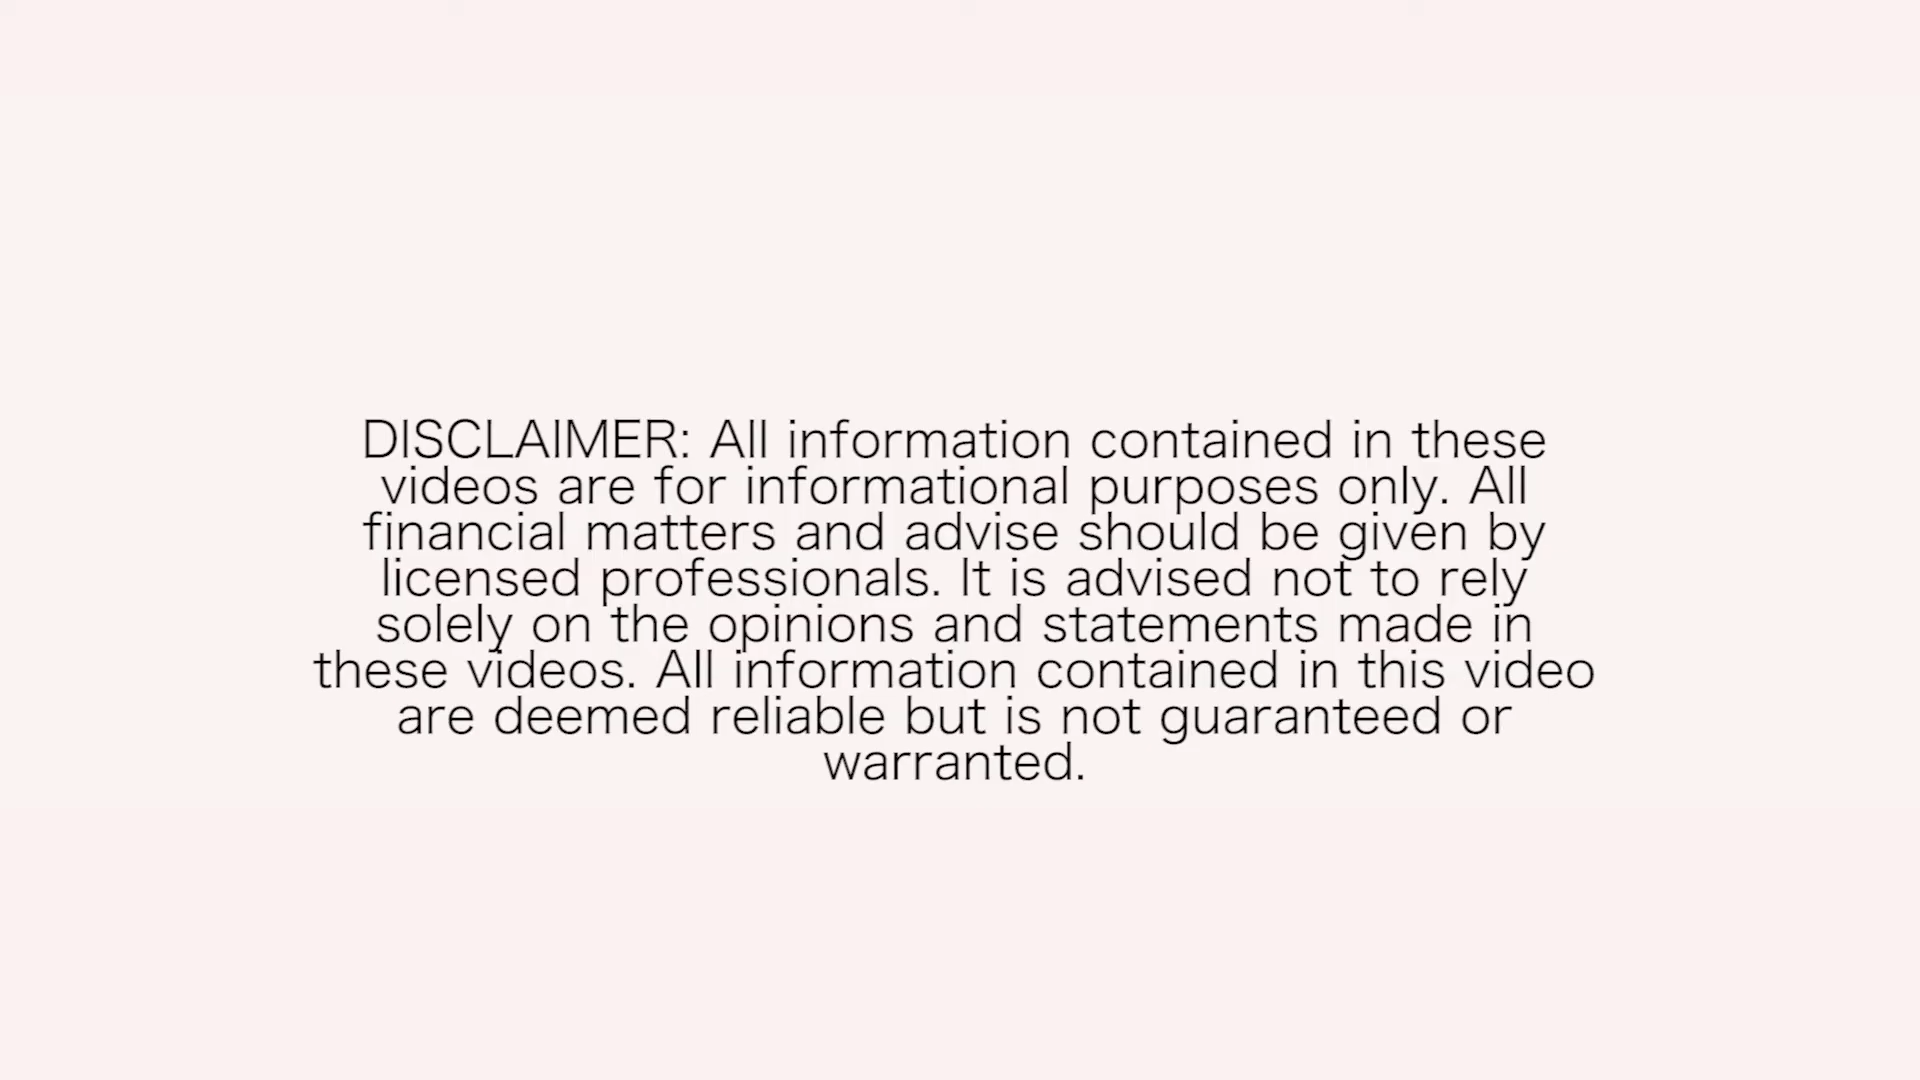 DISCLAIMER: All information contained in these
videos are for informational purposes only. All
financial matters and advise should be given by
licensed professionals. It is advised not to rely
solely on the opinions and statements made in
these videos. All information contained in this video
are deemed reliable but is not guaranteed or
warranted.